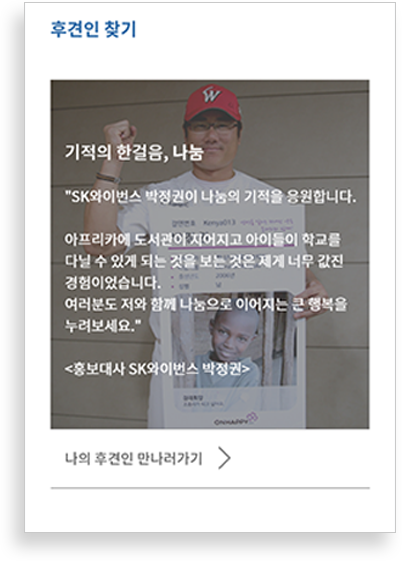 후견인 찾기
기적의 한걸음, 나눔
"SK와이번스 박정권이 나눔의 기적을 응원합니다.
아프리카에 도서관이 지어지고 아이들이 학교를
다닐 수 있게 되는 것을 보는 것은 제게 너무 값진
경험이었습니다.
여러분도 저와 함께 나눔으로 이어지는 큰 행복을
누려보세요."
<홍보대사 SK와이번스 박정권>
나의 후견인 만나러가기
W
Kenya013